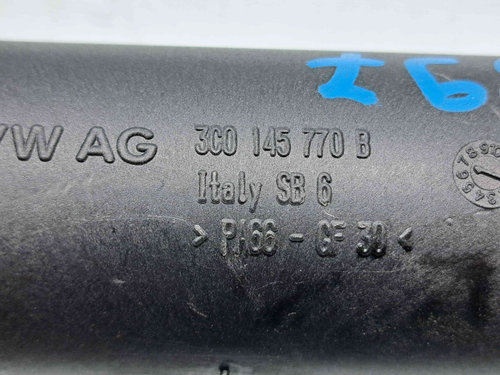 VW AG 3C0 145 770 B
Italy SB 6
> PA66 - GF 30 <